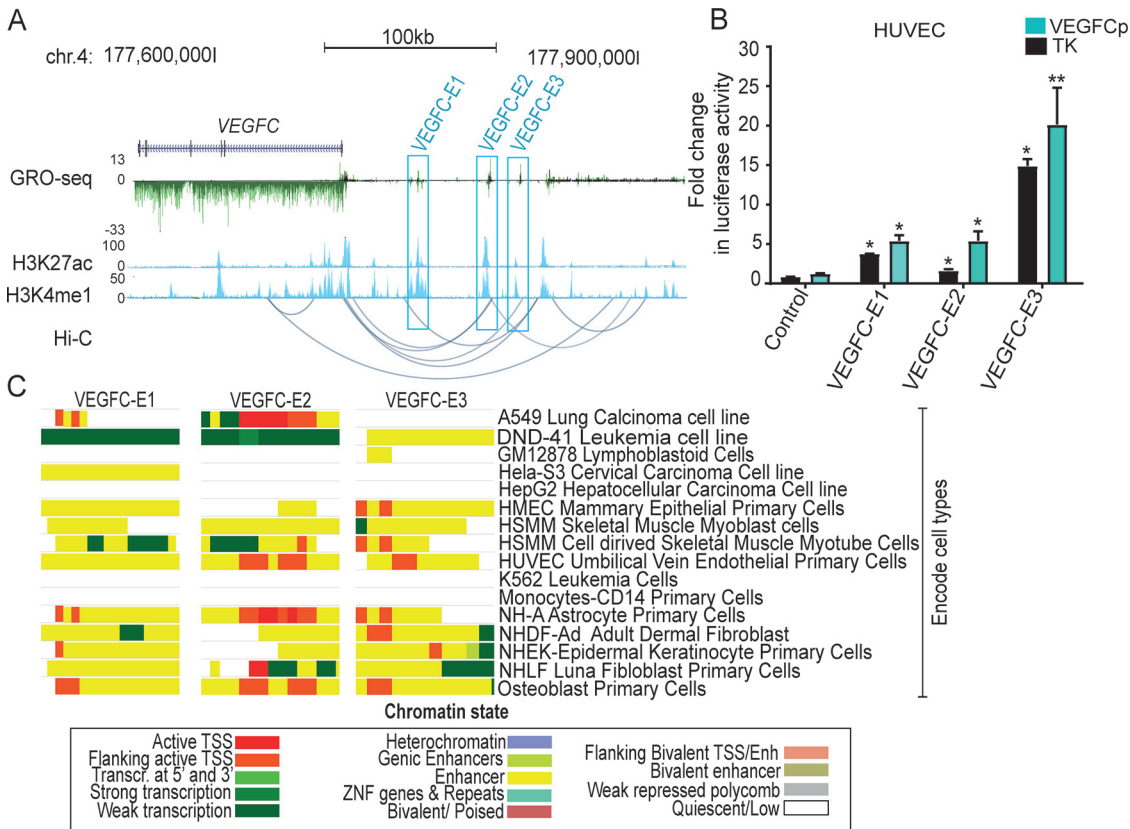 A
chr.4:
177,600,000I
100kb
177,900,000I
VEGFC
VEGFC-E1
VEGFC-E2
VEGFC-E3
GRO-seq
13
0
-33
H3K27ac
100
0
H3K4me1
50
0
Hi-C
B
HUVEC
VEGFCp
TK
Fold change
in luciferase activity
30
25
20
15
10
5
0
*
*
*
*
*
**
Control
VEGFC-E1
VEGFC-E2
VEGFC-E3
C
VEGFC-E1
VEGFC-E2
VEGFC-E3
A549 Lung Calcinoma cell line
DND-41 Leukemia cell line
GM12878 Lymphoblastoid Cells
Hela-S3 Cervical Carcinoma Cell line
HepG2 Hepatocellular Carcinoma Cell line
HMEC Mammary Epithelial Primary Cells
HSMM Skeletal Muscle Myoblast cells
HSMM Cell dirived Skeletal Muscle Myotube Cells
HUVEC Umbilical Vein Endothelial Primary Cells
K562 Leukemia Cells
Monocytes-CD14 Primary Cells
NH-A Astrocyte Primary Cells
NHDF-Ad Adult Dermal Fibroblast
NHEK-Epidermal Keratinocyte Primary Cells
NHLF Luna Fibloblast Primary Cells
Osteoblast Primary Cells
Encode cell types
Chromatin state
Active TSS
Flanking active TSS
Transcr. at 5' and 3'
Strong transcription
Weak transcription
Heterochromatin
Genic Enhancers
Enhancer
ZNF genes & Repeats
Bivalent/ Poised
Flanking Bivalent TSS/Enh
Bivalent enhancer
Weak repressed polycomb
Quiescent/Low